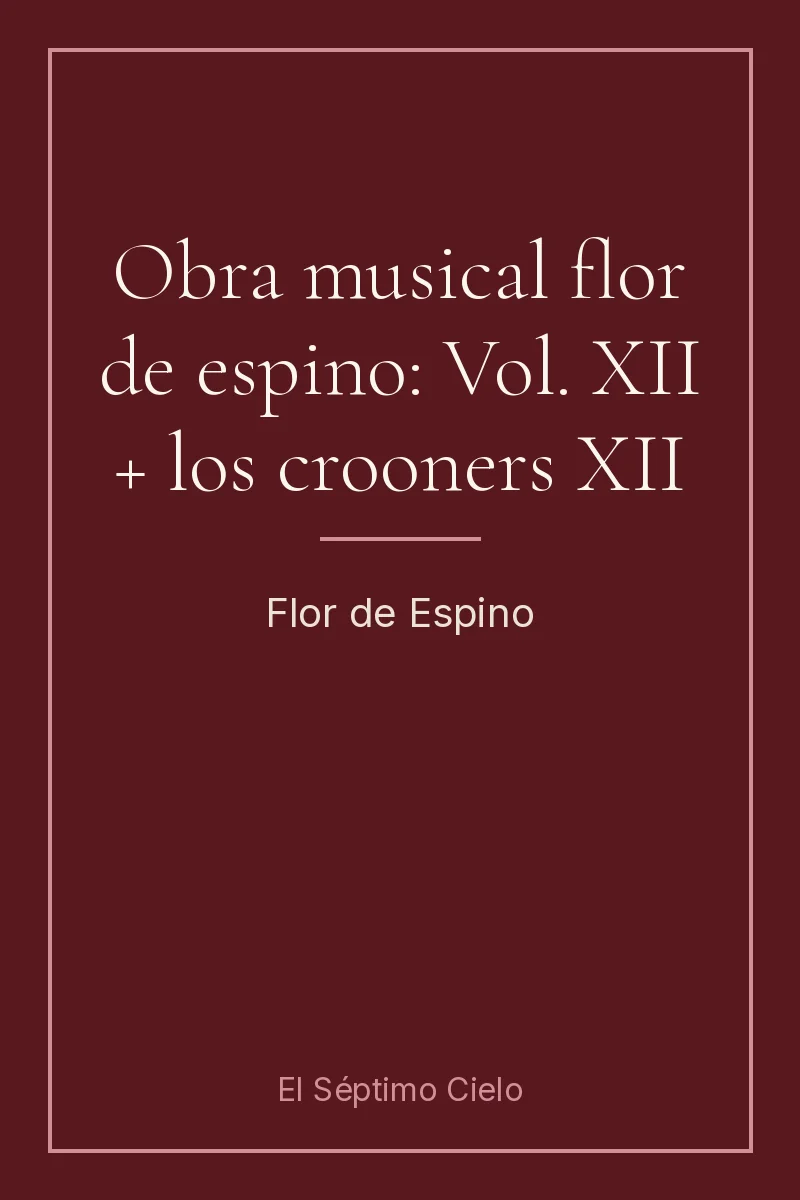 Obra musical flor
de espino: Vol. XII
+ los crooners XII
Flor de Espino
El Séptimo Cielo